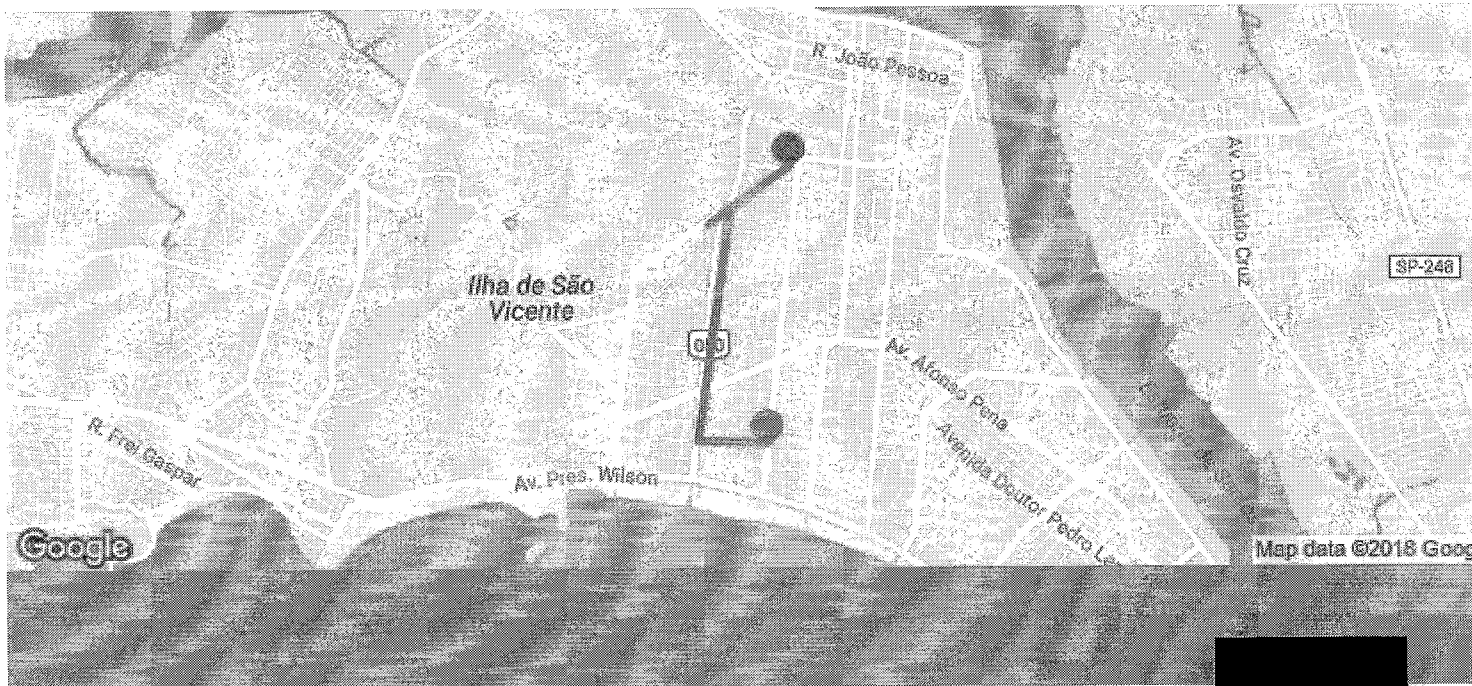 R. João Pessoa
Av. Osvaldo Cruz
SP-248
Ilha de São
Vicente
Av. Afonso Pena
R. Frei Gaspar
Avenida Doutor Pedro
Av. Pres. Wilson
Google
Map data ©2018 Goog